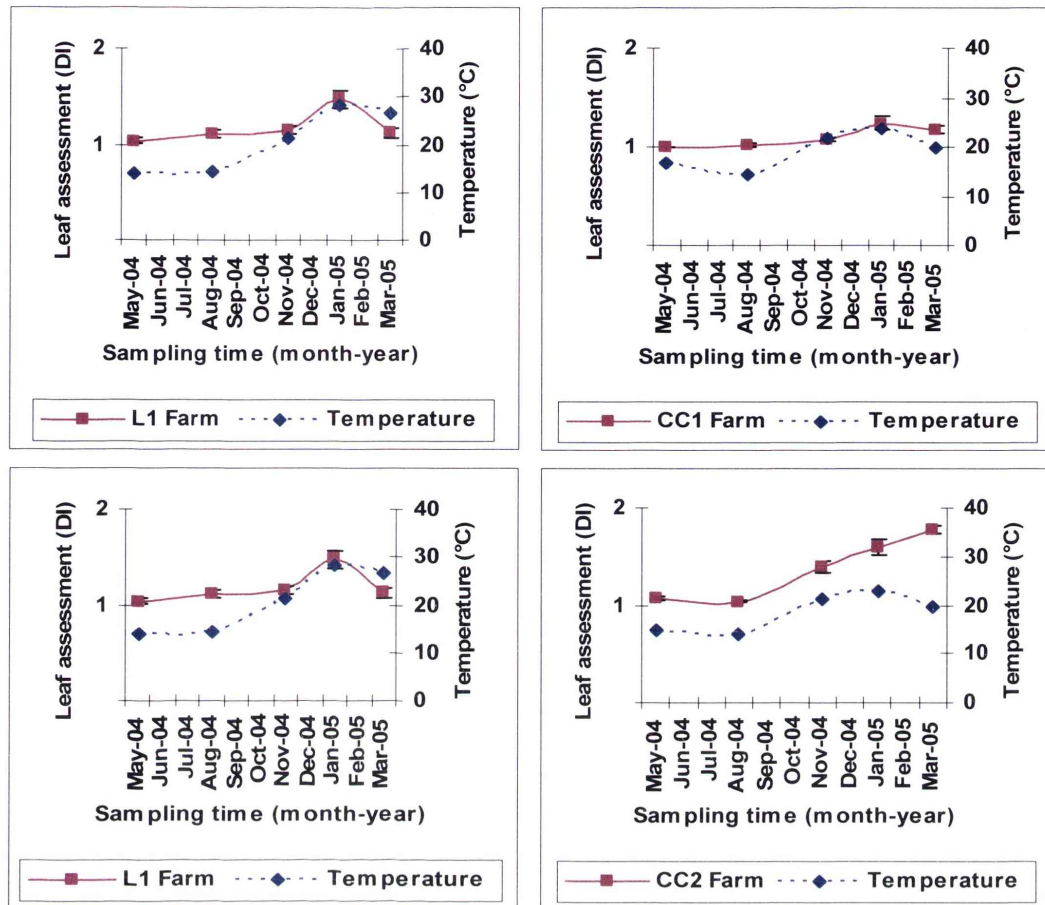 Leaf assessment (DI)
2
1
40
30
20
10
0
Temperature (°C)
May-04
Jun-04
Jul-04
Aug-04
Sep-04
Oct-04
Nov-04
Dec-04
Jan-05
Feb-05
Mar-05
Sampling time (month-year)
L1 Farm Temperature
Leaf assessment (DI)
2
1
40
30
20
10
0
Temperature (°C)
May-04
Jun-04
Jul-04
Aug-04
Sep-04
Oct-04
Nov-04
Dec-04
Jan-05
Feb-05
Mar-05
Sampling time (month-year)
CC1 Farm Temperature
Leaf assessment (DI)
2
1
40
30
20
10
0
Temperature (°C)
May-04
Jun-04
Jul-04
Aug-04
Sep-04
Oct-04
Nov-04
Dec-04
Jan-05
Feb-05
Mar-05
Sampling time (month-year)
L1 Farm Temperature
Leaf assessment (DI)
2
1
40
30
20
10
0
Temperature (°C)
May-04
Jun-04
Jul-04
Aug-04
Sep-04
Oct-04
Nov-04
Dec-04
Jan-05
Feb-05
Mar-05
Sampling time (month-year)
CC2 Farm Temperature